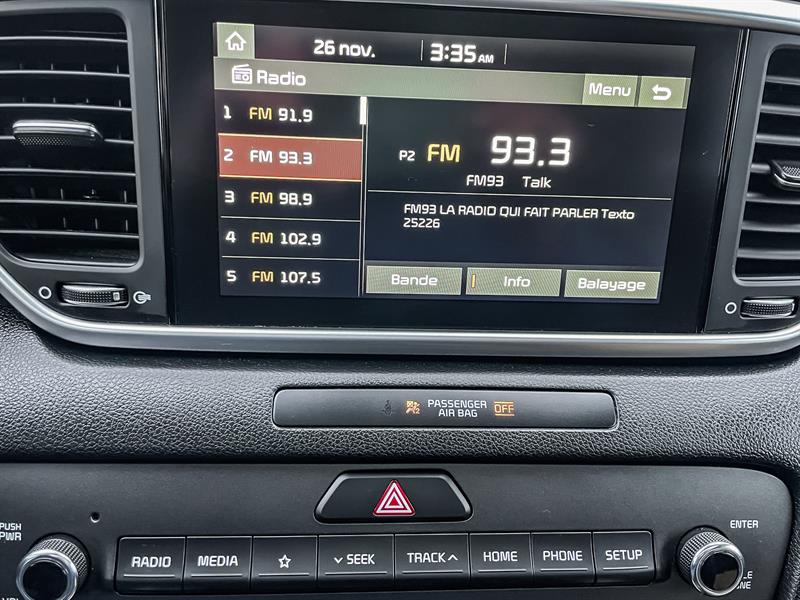 26 nov. 3:35 AM
Radio Menu
1 FM 91.9
2 FM 93.3
3 FM 98.9
4 FM 102.9
5 FM 107.5
P2 FM 93.3
FM93 Talk
FM93 LA RADIO QUI FAIT PARLER Texto
25226
Bande Info Balayage
PASSENGER
AIR BAG OFF
PUSH
PWR
ENTER
RADIO MEDIA SEEK TRACK HOME PHONE SETUP